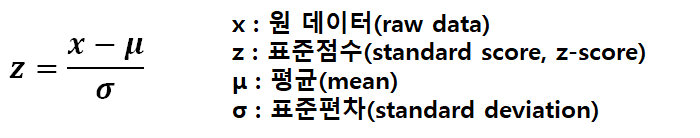 z = (x − μ) / σ
x : 원 데이터(raw data)
z : 표준점수(standard score, z-score)
μ : 평균(mean)
σ : 표준편차(standard deviation)